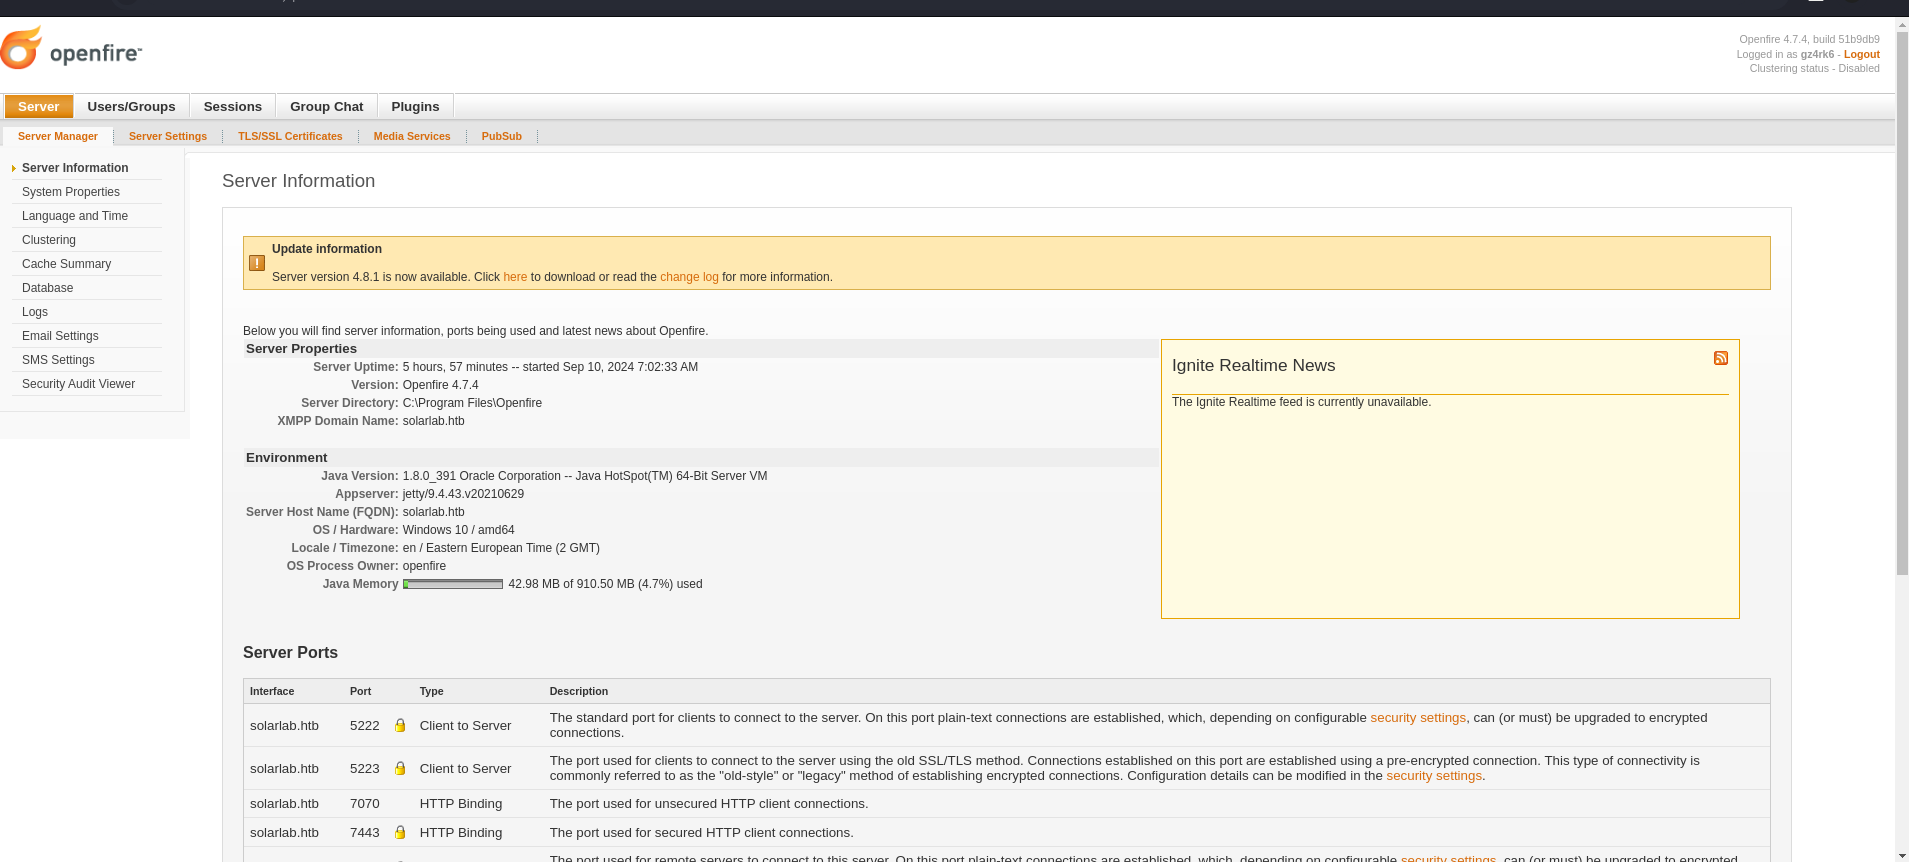 openfire™
Openfire 4.7.4, build 51b9db9
Logged in as gz4rk6 - Logout
Clustering status - Disabled
Server Users/Groups Sessions Group Chat Plugins
Server Manager Server Settings TLS/SSL Certificates Media Services PubSub
Server Information
System Properties
Language and Time
Clustering
Cache Summary
Database
Logs
Email Settings
SMS Settings
Security Audit Viewer
Server Information
Update information
Server version 4.8.1 is now available. Click here to download or read the change log for more information.
Below you will find server information, ports being used and latest news about Openfire.
Server Properties
Server Uptime: 5 hours, 57 minutes -- started Sep 10, 2024 7:02:33 AM
Version: Openfire 4.7.4
Server Directory: C:\Program Files\Openfire
XMPP Domain Name: solarlab.htb
Environment
Java Version: 1.8.0_391 Oracle Corporation -- Java HotSpot(TM) 64-Bit Server VM
Appserver: jetty/9.4.43.v20210629
Server Host Name (FQDN): solarlab.htb
OS / Hardware: Windows 10 / amd64
Locale / Timezone: en / Eastern European Time (2 GMT)
OS Process Owner: openfire
Java Memory 42.98 MB of 910.50 MB (4.7%) used
Ignite Realtime News
The Ignite Realtime feed is currently unavailable.
Server Ports
Interface Port Type Description
solarlab.htb 5222 Client to Server The standard port for clients to connect to the server. On this port plain-text connections are established, which, depending on configurable security settings, can (or must) be upgraded to encrypted
connections.
solarlab.htb 5223 Client to Server The port used for clients to connect to the server using the old SSL/TLS method. Connections established on this port are established using a pre-encrypted connection. This type of connectivity is
commonly referred to as the "old-style" or "legacy" method of establishing encrypted connections. Configuration details can be modified in the security settings.
solarlab.htb 7070 HTTP Binding The port used for unsecured HTTP client connections.
solarlab.htb 7443 HTTP Binding The port used for secured HTTP client connections.
The port used for remote servers to connect to this server. On this port plain-text connections are established, which, depending on configurable security settings, can (or must) be upgraded to encrypted